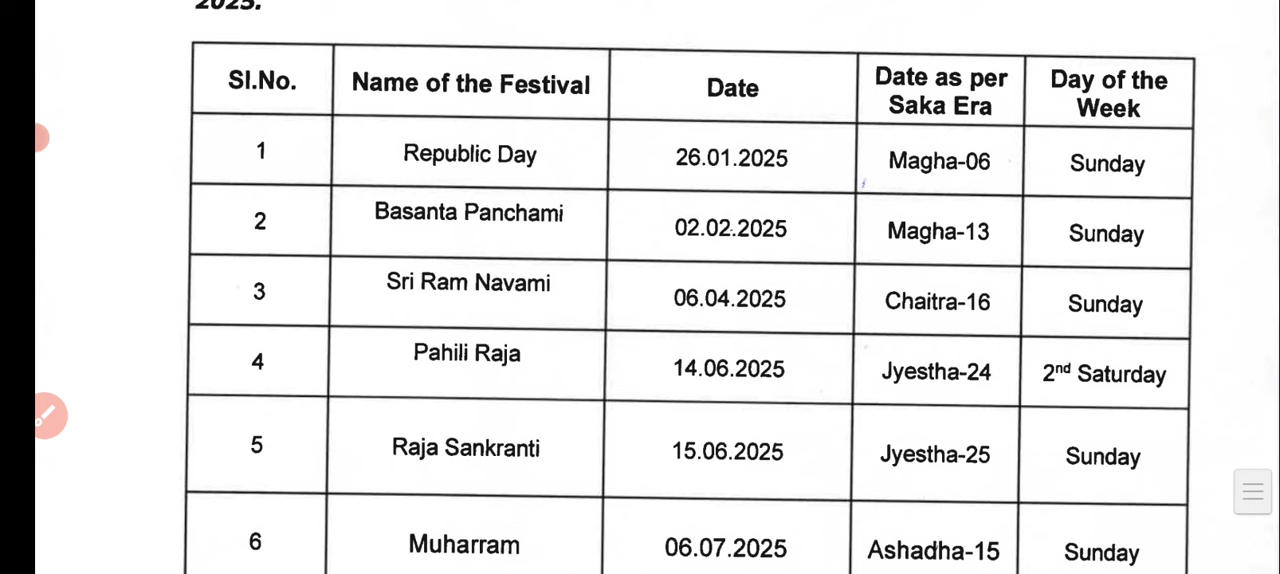 2025.
Sl.No. Name of the Festival Date Date as per Saka Era Day of the Week
1 Republic Day 26.01.2025 Magha-06 Sunday
2 Basanta Panchami 02.02.2025 Magha-13 Sunday
3 Sri Ram Navami 06.04.2025 Chaitra-16 Sunday
4 Pahili Raja 14.06.2025 Jyestha-24 2nd Saturday
5 Raja Sankranti 15.06.2025 Jyestha-25 Sunday
6 Muharram 06.07.2025 Ashadha-15 Sunday